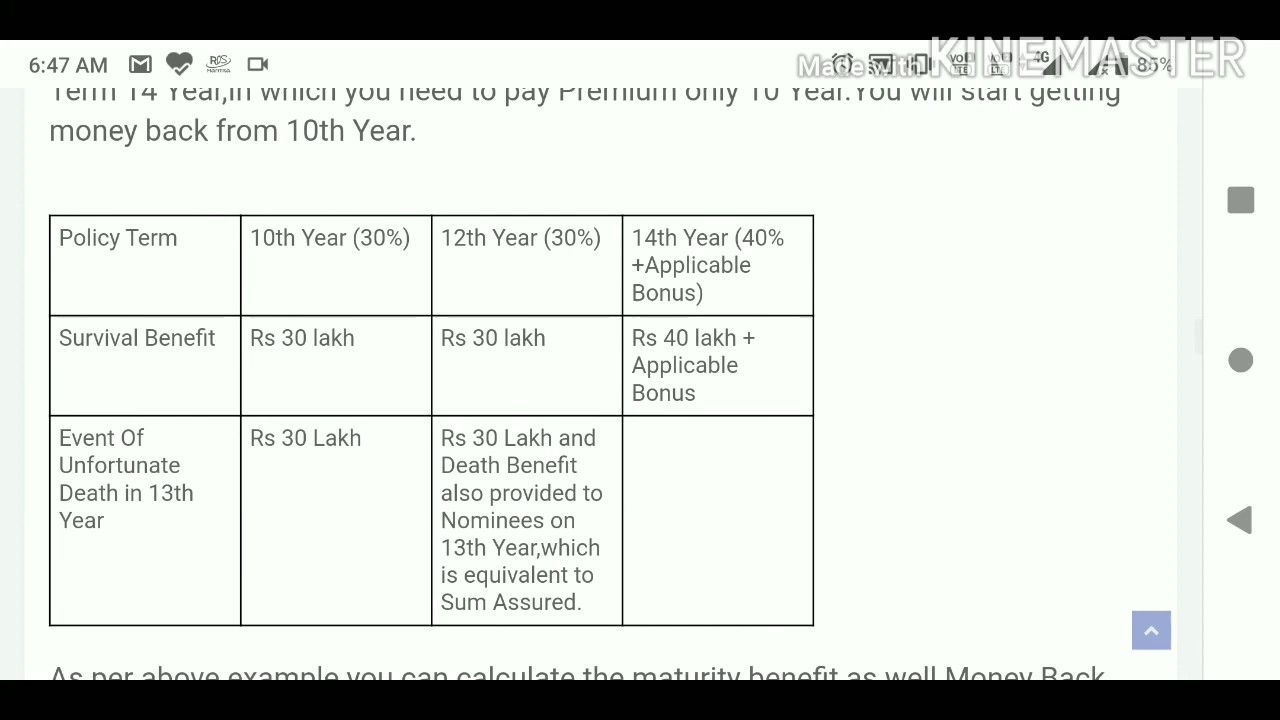 6:47 AM
RDS
MANTRA
Made with
KINEMASTER
4G
85%
Term 14 Year,in which you need to pay Premium only 10 Year.You will start getting
money back from 10th Year.
Policy Term
10th Year (30%)
12th Year (30%)
14th Year (40%
+Applicable
Bonus)
Survival Benefit
Rs 30 lakh
Rs 30 lakh
Rs 40 lakh +
Applicable
Bonus
Event Of
Unfortunate
Death in 13th
Year
Rs 30 Lakh
Rs 30 Lakh and
Death Benefit
also provided to
Nominees on
13th Year,which
is equivalent to
Sum Assured.
As per above example you can calculate the maturity benefit as well Money Back